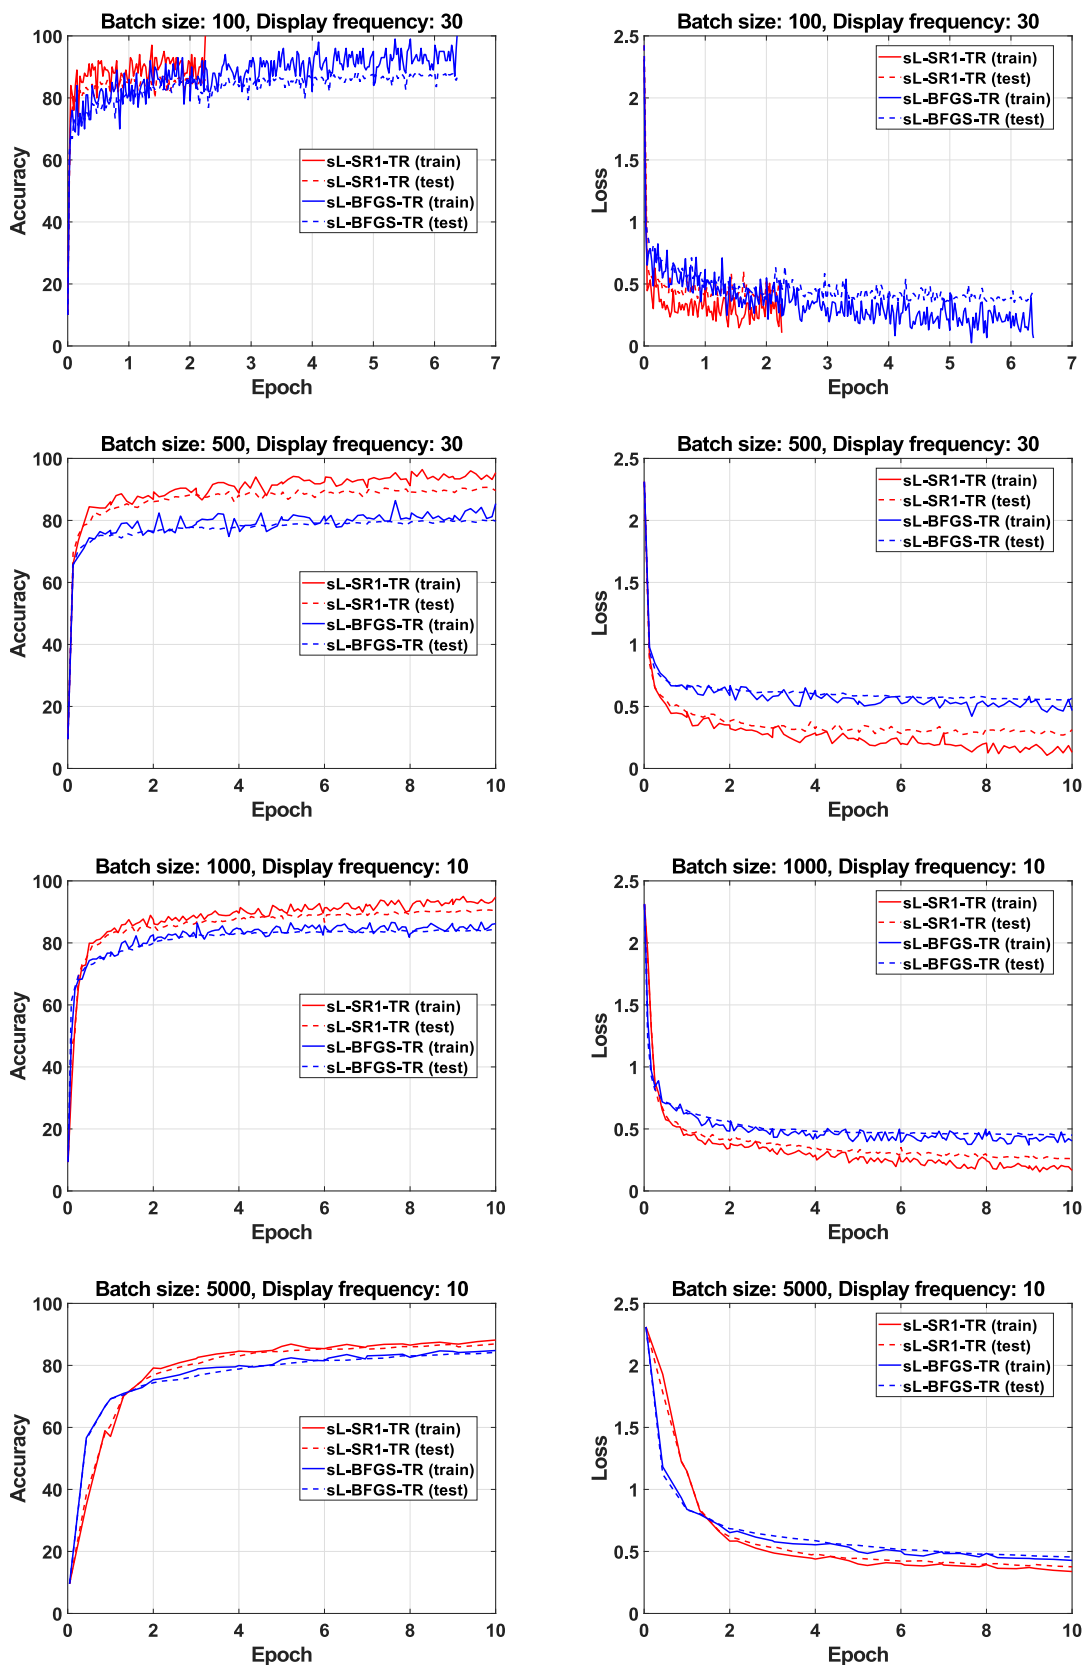 Batch size: 100, Display frequency: 30
100
80
60
40
20
0
Accuracy
sL-SR1-TR (train)
sL-SR1-TR (test)
sL-BFGS-TR (train)
sL-BFGS-TR (test)
0 1 2 3 4 5 6 7
Epoch
Batch size: 100, Display frequency: 30
2.5
2
1.5
1
0.5
0
Loss
sL-SR1-TR (train)
sL-SR1-TR (test)
sL-BFGS-TR (train)
sL-BFGS-TR (test)
0 1 2 3 4 5 6 7
Epoch
Batch size: 500, Display frequency: 30
100
80
60
40
20
0
Accuracy
sL-SR1-TR (train)
sL-SR1-TR (test)
sL-BFGS-TR (train)
sL-BFGS-TR (test)
0 2 4 6 8 10
Epoch
Batch size: 500, Display frequency: 30
2.5
2
1.5
1
0.5
0
Loss
sL-SR1-TR (train)
sL-SR1-TR (test)
sL-BFGS-TR (train)
sL-BFGS-TR (test)
0 2 4 6 8 10
Epoch
Batch size: 1000, Display frequency: 10
100
80
60
40
20
0
Accuracy
sL-SR1-TR (train)
sL-SR1-TR (test)
sL-BFGS-TR (train)
sL-BFGS-TR (test)
0 2 4 6 8 10
Epoch
Batch size: 1000, Display frequency: 10
2.5
2
1.5
1
0.5
0
Loss
sL-SR1-TR (train)
sL-SR1-TR (test)
sL-BFGS-TR (train)
sL-BFGS-TR (test)
0 2 4 6 8 10
Epoch
Batch size: 5000, Display frequency: 10
100
80
60
40
20
0
Accuracy
sL-SR1-TR (train)
sL-SR1-TR (test)
sL-BFGS-TR (train)
sL-BFGS-TR (test)
0 2 4 6 8 10
Epoch
Batch size: 5000, Display frequency: 10
2.5
2
1.5
1
0.5
0
Loss
sL-SR1-TR (train)
sL-SR1-TR (test)
sL-BFGS-TR (train)
sL-BFGS-TR (test)
0 2 4 6 8 10
Epoch